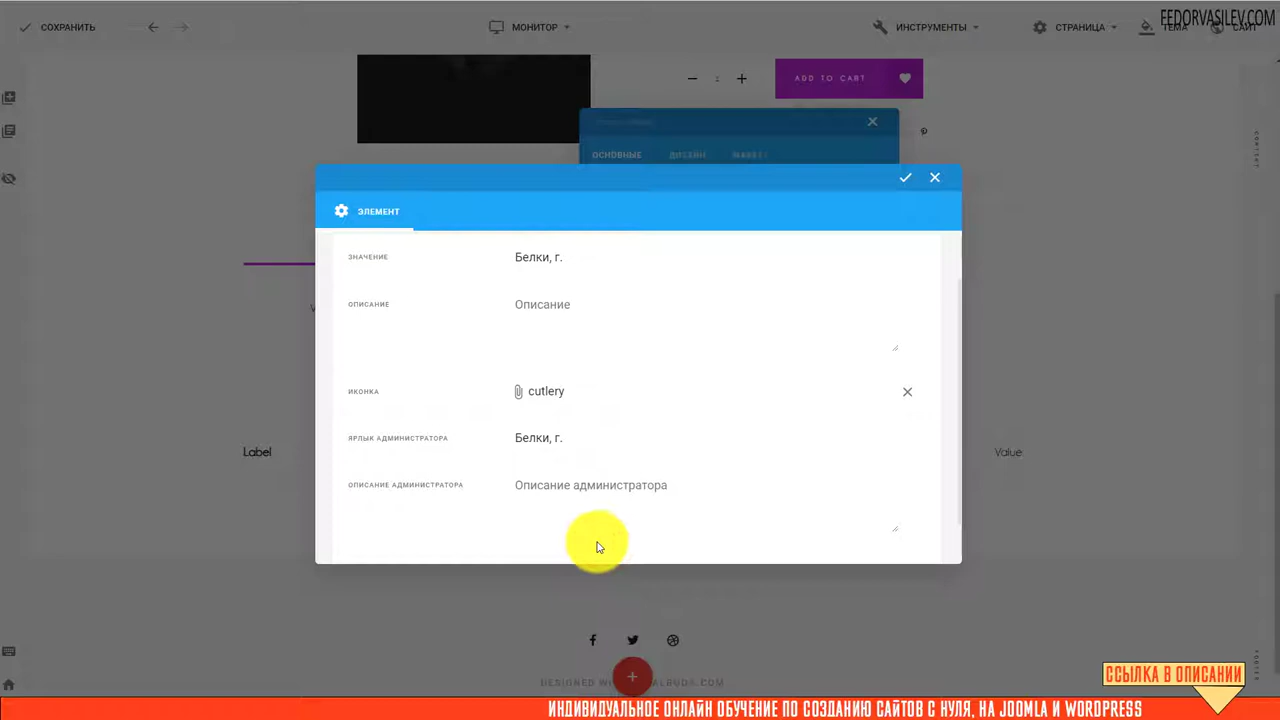 FEDORVASILEV.COM
СОХРАНИТЬ
МОНИТОР
ИНСТРУМЕНТЫ
СТРАНИЦА
ТЕМА
САЙТ
ADD TO CART
ОСНОВНЫЕ
ДИЗАЙН
ЭЛЕМЕНТ
ЗНАЧЕНИЕ
Белки, г.
ОПИСАНИЕ
Описание
ИКОНКА
cutlery
ЯРЛЫК АДМИНИСТРАТОРА
Белки, г.
Label
Value
ОПИСАНИЕ АДМИНИСТРАТОРА
Описание администратора
ССЫЛКА В ОПИСАНИИ
ИНДИВИДУАЛЬНОЕ ОНЛАЙН ОБУЧЕНИЕ ПО СОЗДАНИЮ САЙТОВ С НУЛЯ, НА JOOMLA И WORDPRESS